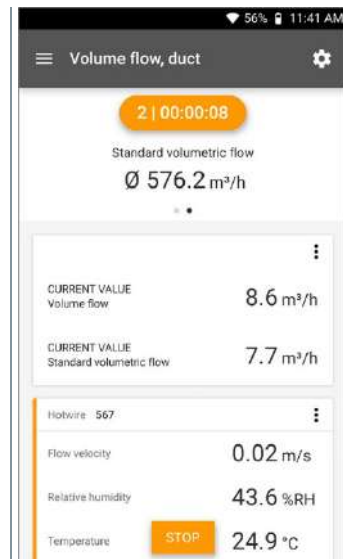 56% 11:41 AM
Volume flow, duct
2 | 00:00:08
Standard volumetric flow
Ø 576.2 m³/h
CURRENT VALUE
Volume flow
8.6 m³/h
CURRENT VALUE
Standard volumetric flow
7.7 m³/h
Hotwire 567
Flow velocity 0.02 m/s
Relative humidity 43.6 %RH
Temperature STOP 24.9 °C